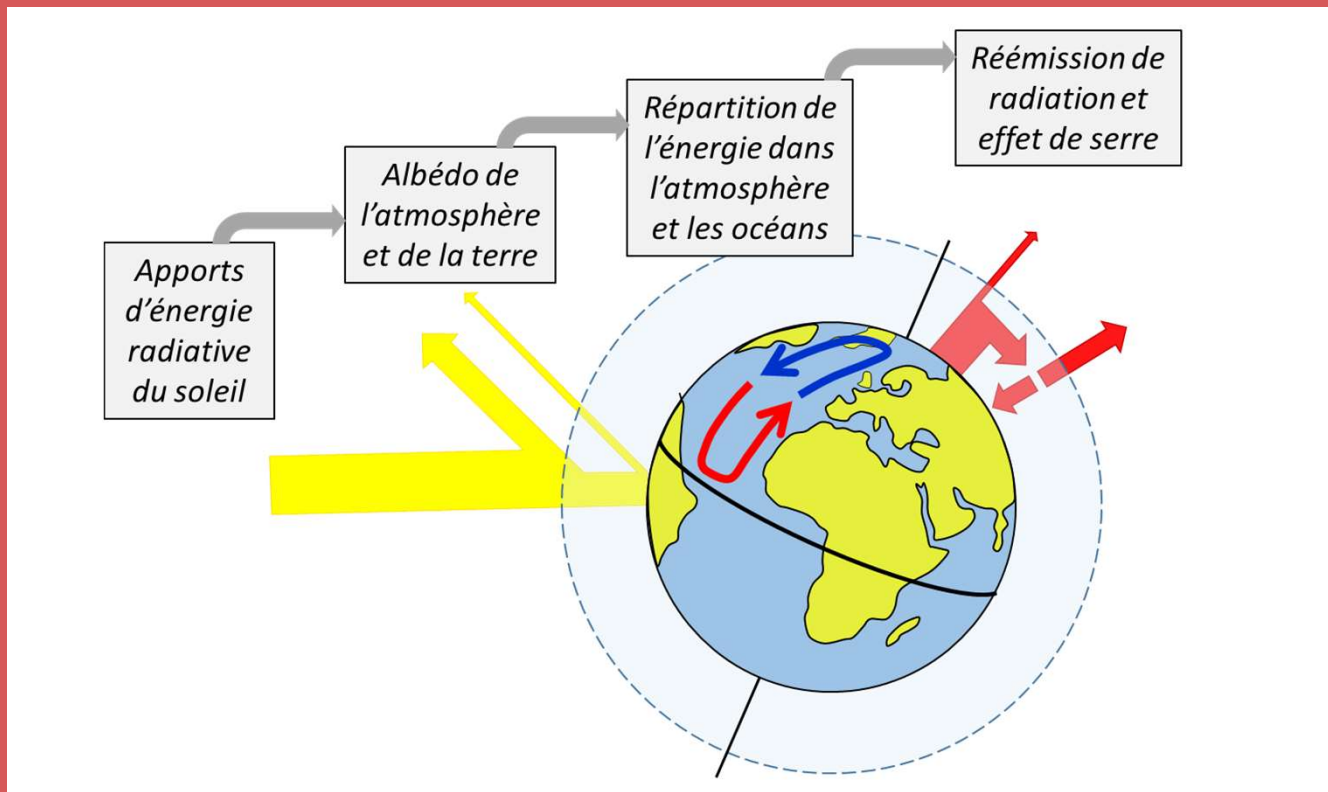 Apports
d’énergie
radiative
du soleil
Albédo de
l’atmosphère
et de la terre
Répartition de
l’énergie dans
l’atmosphère
et les océans
Réémission de
radiation et
effet de serre